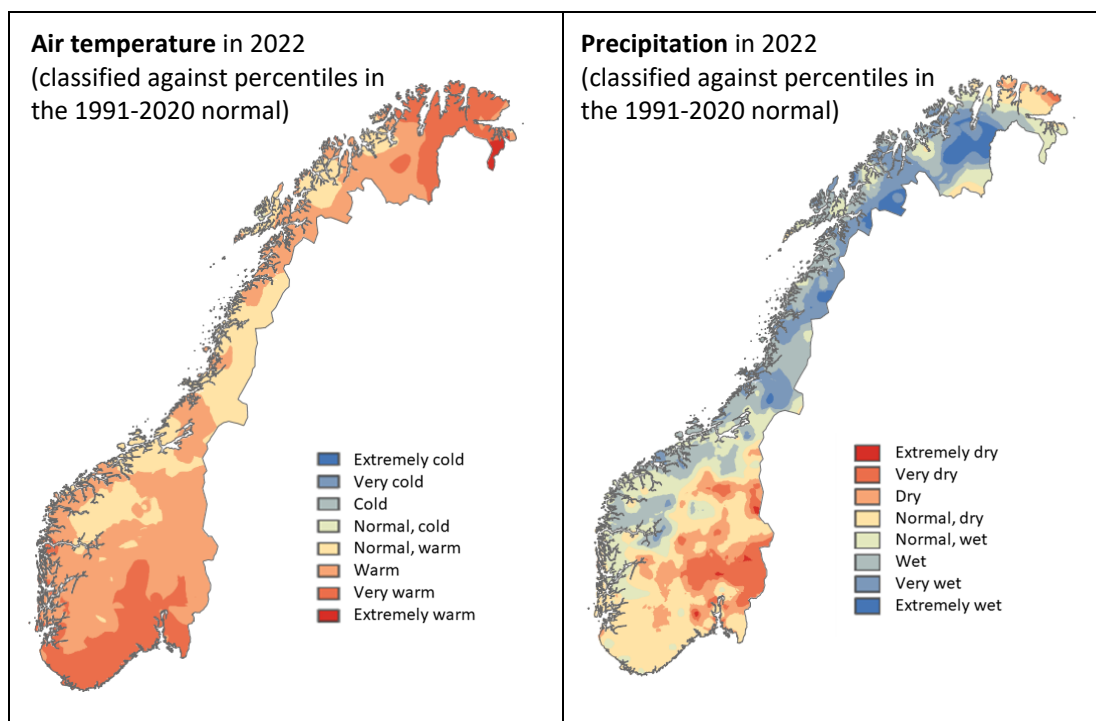 Air temperature in 2022
(classified against percentiles in
the 1991-2020 normal)
Extremely cold
Very cold
Cold
Normal, cold
Normal, warm
Warm
Very warm
Extremely warm
Precipitation in 2022
(classified against percentiles in
the 1991-2020 normal)
Extremely dry
Very dry
Dry
Normal, dry
Normal, wet
Wet
Very wet
Extremely wet